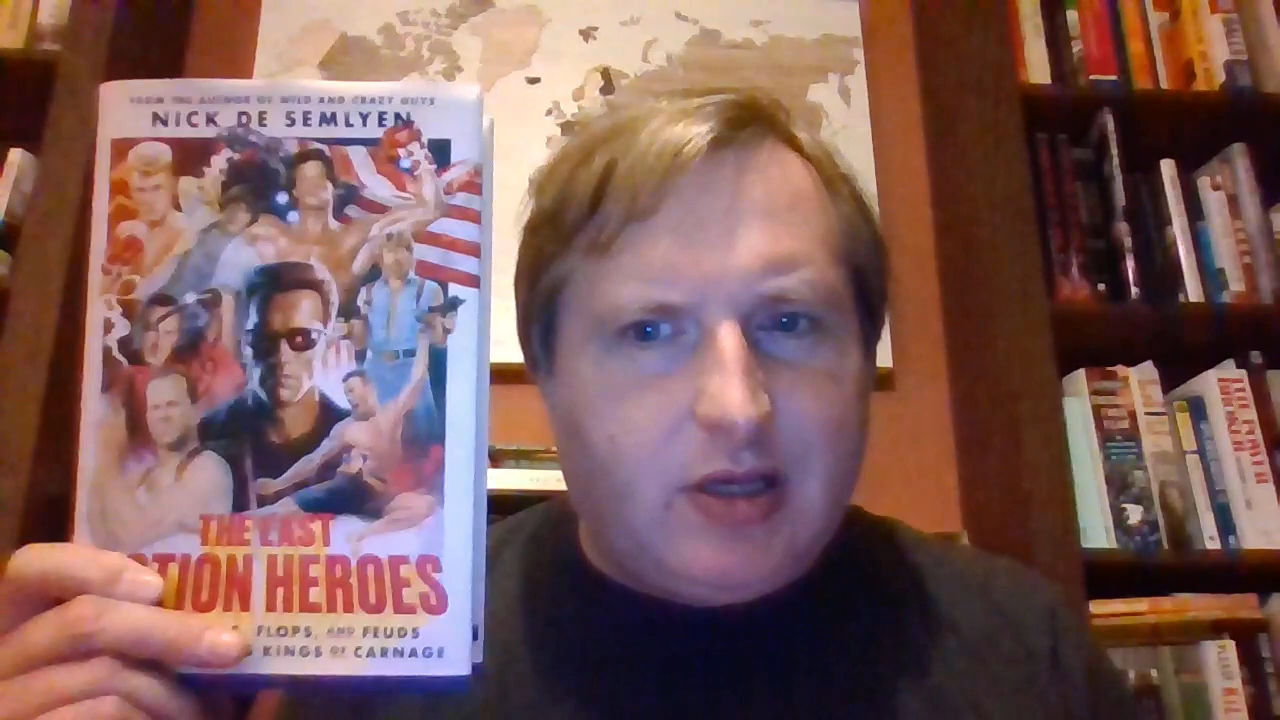 FROM THE AUTHOR OF WILD AND CRAZY GUYS
NICK DE SEMLYEN
THE LAST
TION HEROES
FLOPS, AND FEUDS
KINGS OF CARNAGE